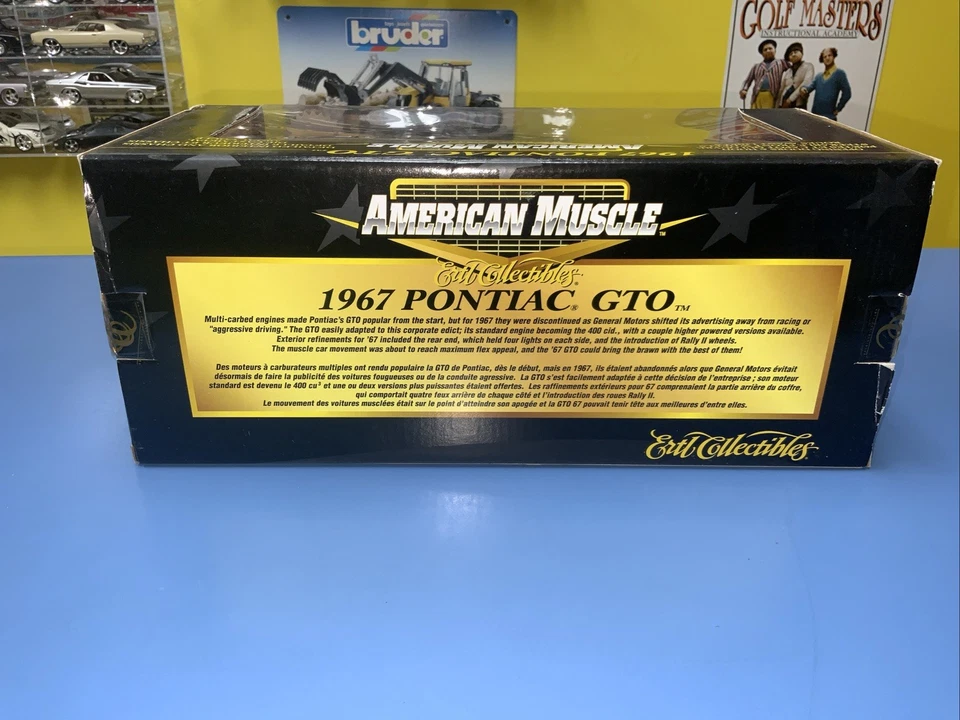 GOLF MASTERS
INSTRUCTIONAL ACADEMY
bruder
1967 PONTIAC
AMERICAN MUSCLE
AMERICAN MUSCLE™
Ertl Collectibles®
1967 PONTIAC® GTO™
Multi-carbed engines made Pontiac's GTO popular from the start, but for 1967 they were discontinued as General Motors shifted its advertising away from racing or
"aggressive driving." The GTO easily adapted to this corporate edict; its standard engine becoming the 400 cid., with a couple higher powered versions available.
Exterior refinements for '67 included the rear end, which held four lights on each side, and the introduction of Rally II wheels.
The muscle car movement was about to reach maximum flex appeal, and the '67 GTO could bring the brawn with the best of them!
Des moteurs à carburateurs multiples ont rendu populaire la GTO de Pontiac, dès le début, mais en 1967, ils étaient abandonnés alors que General Motors évitait
désormais de faire la publicité des voitures fougueuses ou de la conduite agressive. La GTO s'est facilement adaptée à cette décision de l'entreprise ; son moteur
standard est devenu le 400 cu³ et une ou deux versions plus puissantes étaient offertes. Les raffinements extérieurs pour 67 comprenaient la partie arrière du coffre,
qui comportait quatre feux arrière de chaque côté et l'introduction des roues Rally II.
Le mouvement des voitures musclées était sur le point d'atteindre son apogée et la GTO 67 pouvait tenir tête aux meilleures d'entre elles.
Ertl Collectibles®